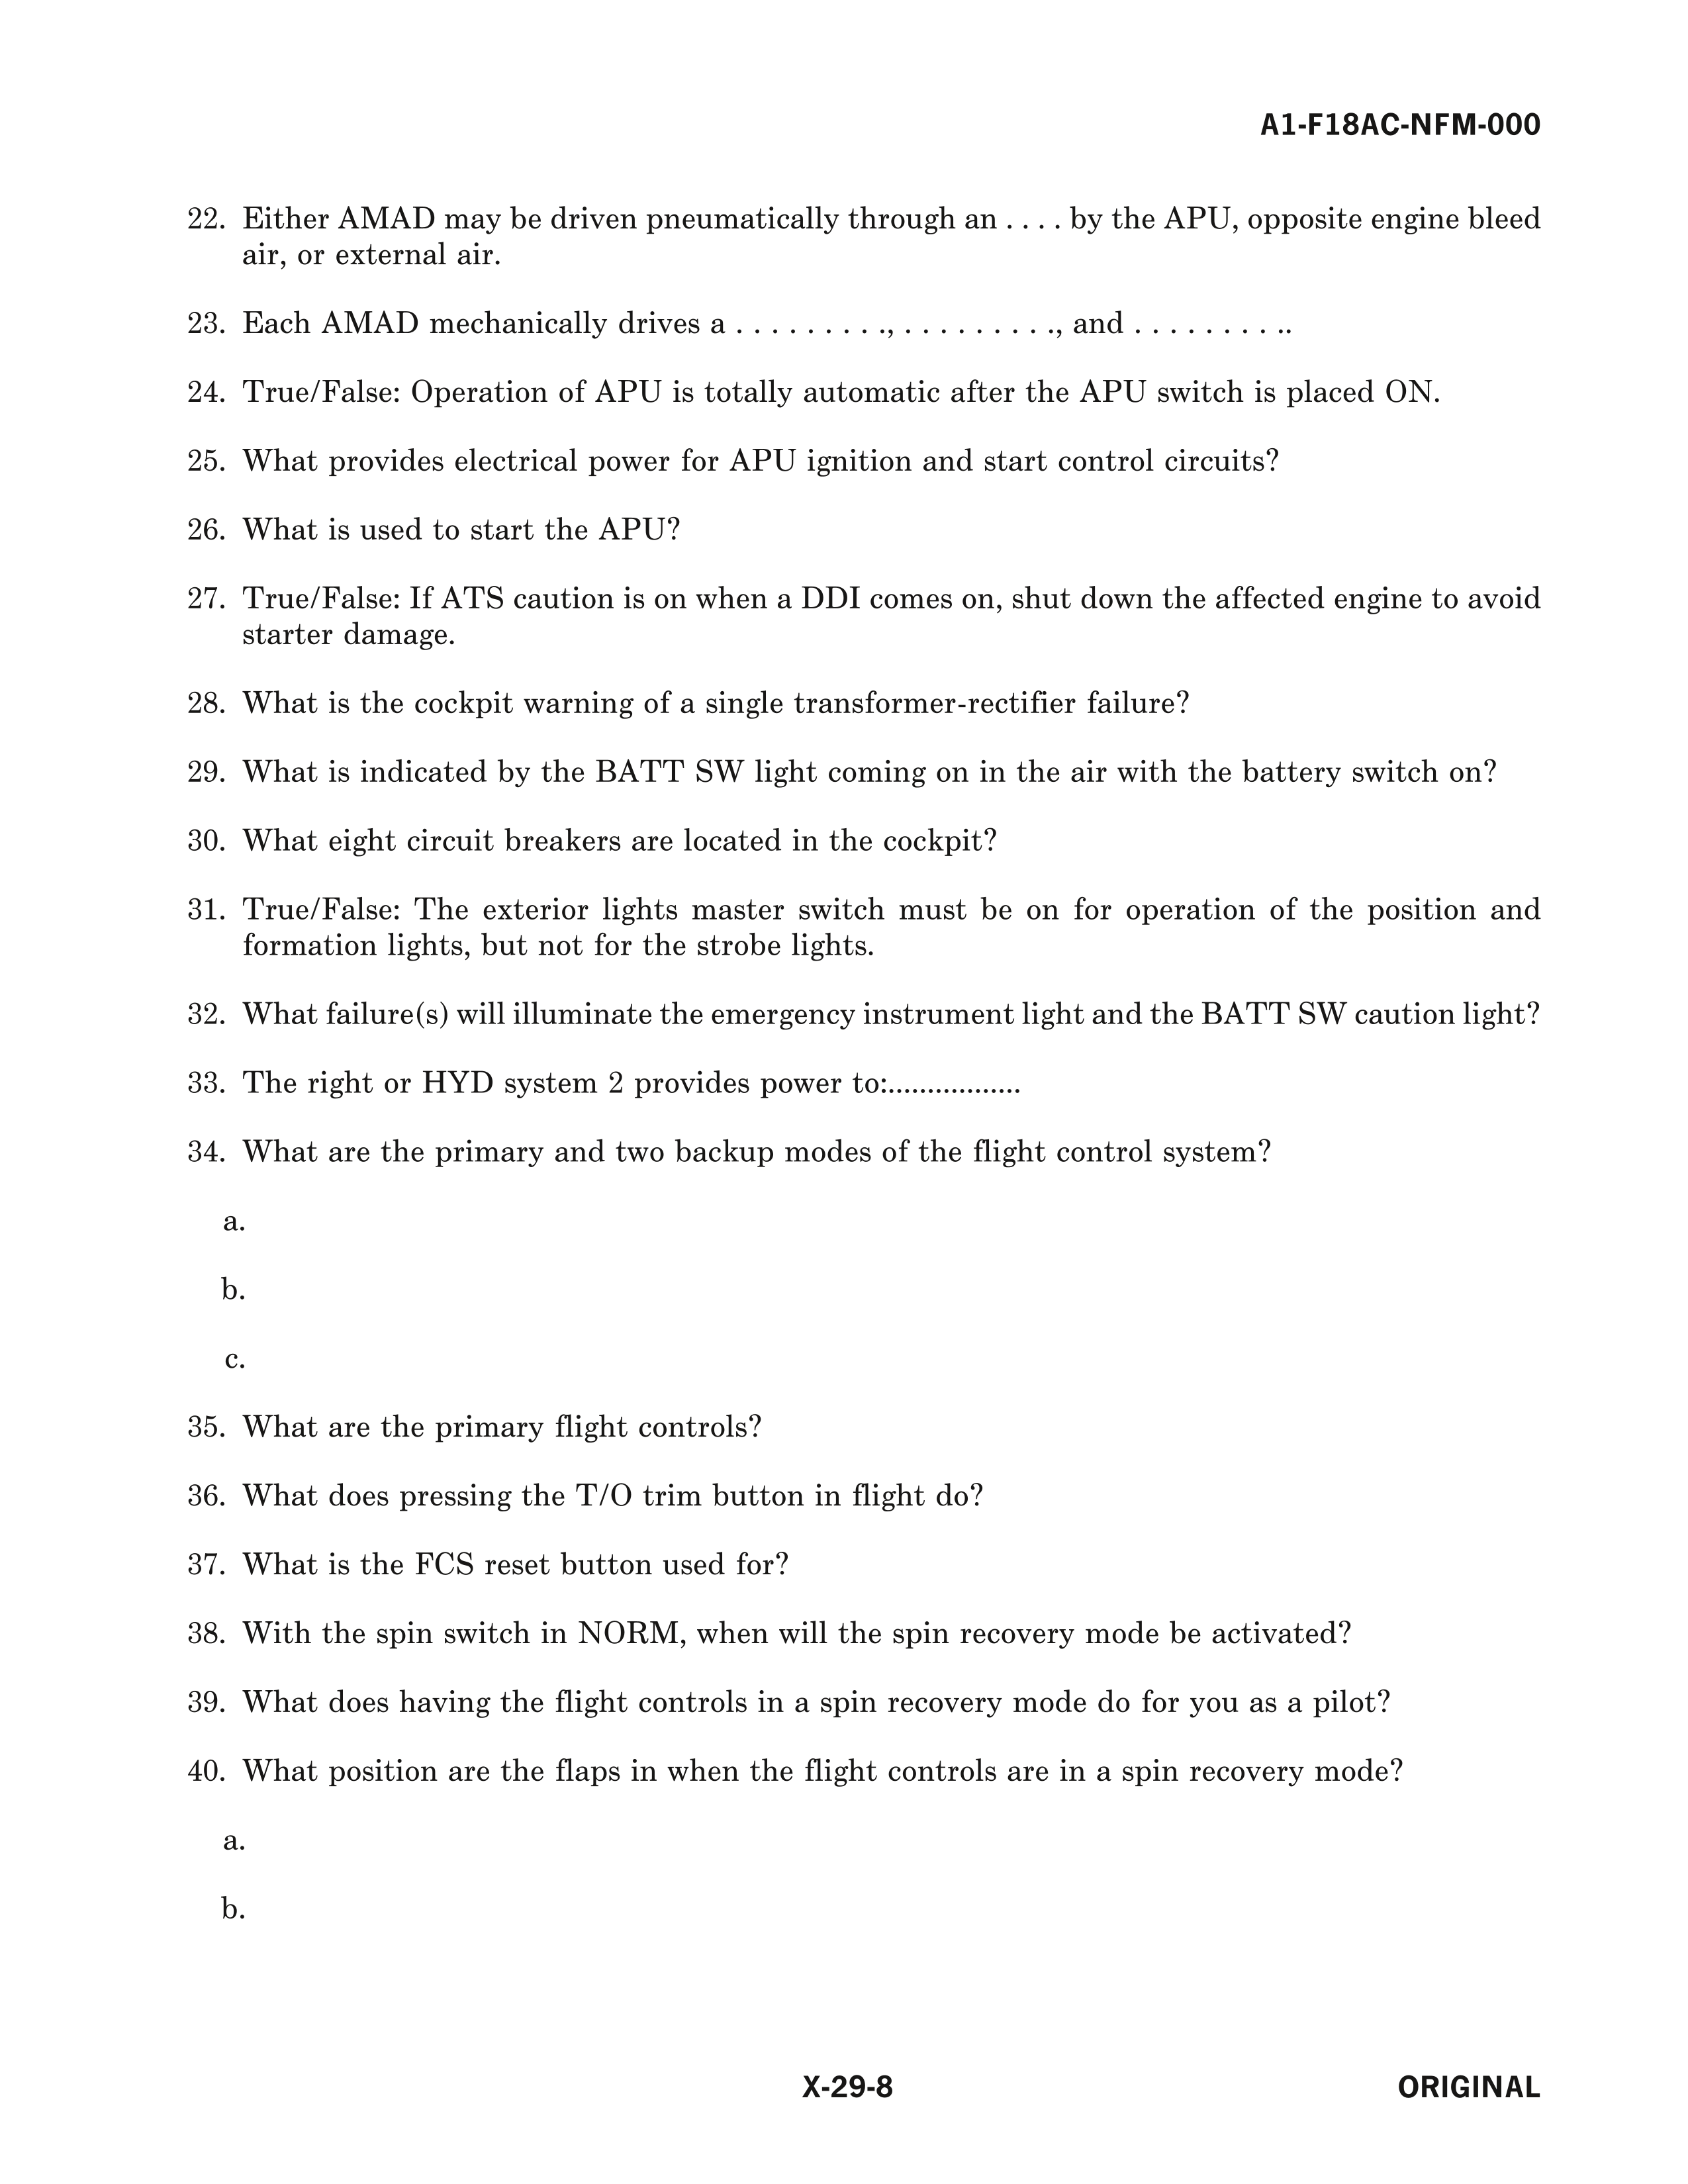 A1-F18AC-NFM-000
22. Either AMAD may be driven pneumatically through an . . . . by the APU, opposite engine bleed
air, or external air.
23. Each AMAD mechanically drives a . . . . . . . . ., . . . . . . . . ., and . . . . . . . . ..
24. True/False: Operation of APU is totally automatic after the APU switch is placed ON.
25. What provides electrical power for APU ignition and start control circuits?
26. What is used to start the APU?
27. True/False: If ATS caution is on when a DDI comes on, shut down the affected engine to avoid
starter damage.
28. What is the cockpit warning of a single transformer-rectifier failure?
29. What is indicated by the BATT SW light coming on in the air with the battery switch on?
30. What eight circuit breakers are located in the cockpit?
31. True/False: The exterior lights master switch must be on for operation of the position and
formation lights, but not for the strobe lights.
32. What failure(s) will illuminate the emergency instrument light and the BATT SW caution light?
33. The right or HYD system 2 provides power to:.................
34. What are the primary and two backup modes of the flight control system?
a.
b.
c.
35. What are the primary flight controls?
36. What does pressing the T/O trim button in flight do?
37. What is the FCS reset button used for?
38. With the spin switch in NORM, when will the spin recovery mode be activated?
39. What does having the flight controls in a spin recovery mode do for you as a pilot?
40. What position are the flaps in when the flight controls are in a spin recovery mode?
a.
b.
X-29-8
ORIGINAL